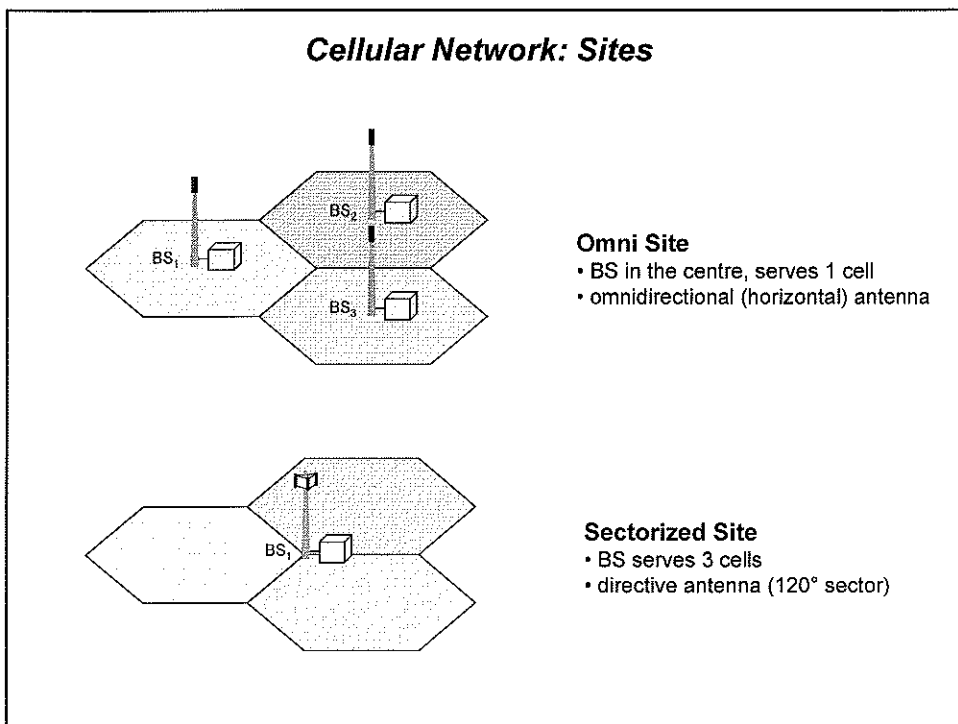 Cellular Network: Sites
BS₂
BS₁
BS₃
Omni Site
• BS in the centre, serves 1 cell
• omnidirectional (horizontal) antenna
BS₁
Sectorized Site
• BS serves 3 cells
• directive antenna (120° sector)